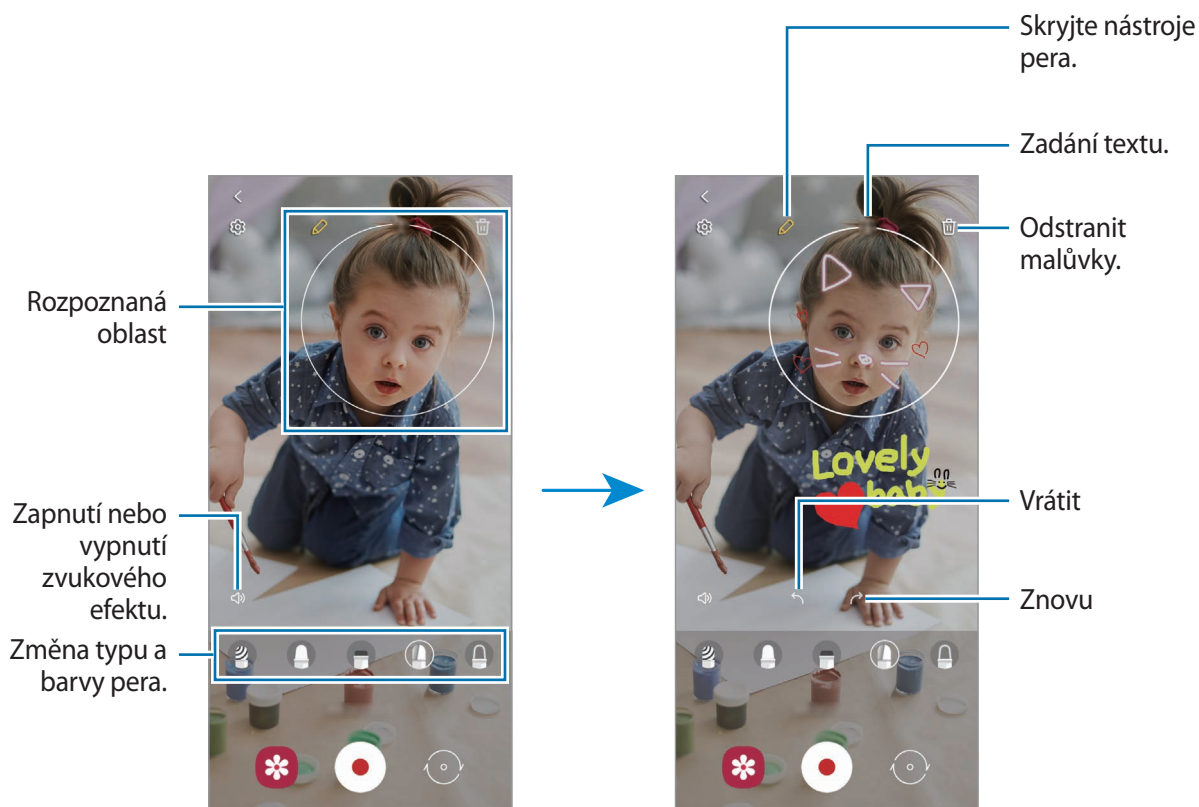 Skryjte nástroje
pera.
Zadání textu.
Odstranit
malůvky.
Rozpoznaná
oblast
Lovely
baby
Vrátit
Zapnutí nebo
vypnutí
zvukového
efektu.
Znovu
Změna typu a
barvy pera.